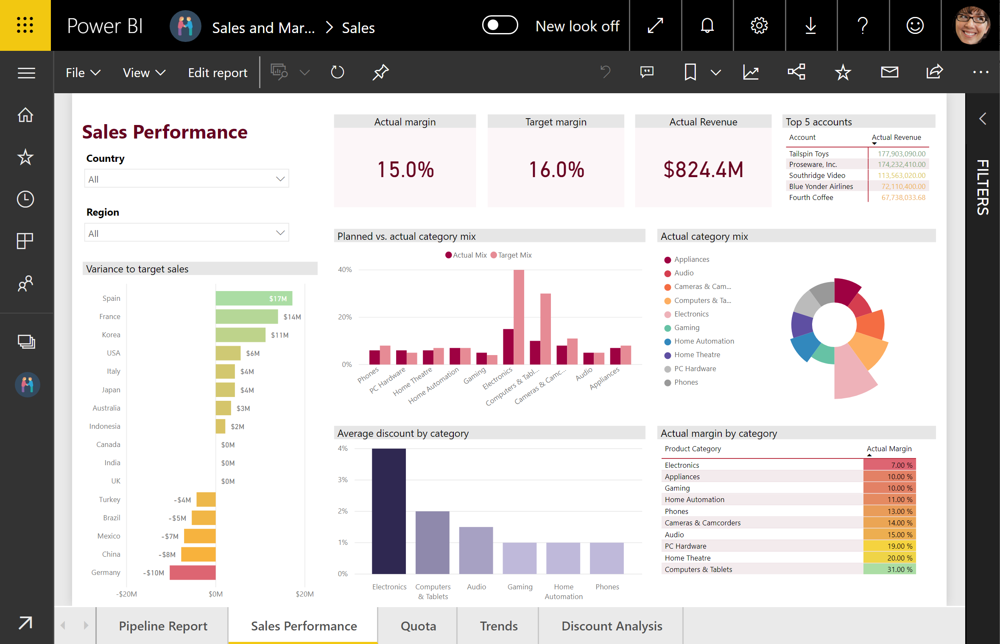 Power BI
Sales and Mar... > Sales
New look off
File
View
Edit report
Sales Performance
Country
All
Region
All
Actual margin
15.0%
Target margin
16.0%
Actual Revenue
$824.4M
Top 5 accounts
Account Actual Revenue
Tailspin Toys 177,903,090.00
Proseware, Inc. 174,232,410.00
Southridge Video 113,563,020.00
Blue Yonder Airlines 72,110,400.00
Fourth Coffee 67,738,033.68
FILTERS
Variance to target sales
Spain $17M
France $14M
Korea $11M
USA $6M
Italy $4M
Japan $4M
Australia $3M
Indonesia $2M
Canada $0M
India $0M
UK $0M
Turkey -$4M
Brazil -$5M
Mexico -$7M
China -$8M
Germany -$10M
-$20M $0M $20M
Planned vs. actual category mix
Actual Mix Target Mix
40%
20%
0%
Phones
PC Hardware
Home Theatre
Home Automation
Gaming
Electronics
Computers & Tabl...
Cameras & Camc...
Audio
Appliances
Actual category mix
Appliances
Audio
Cameras & Cam...
Computers & Ta...
Electronics
Gaming
Home Automation
Home Theatre
PC Hardware
Phones
Average discount by category
4%
3%
2%
1%
0%
Electronics
Computers
& Tablets
Audio
Gaming
Home
Automation
Phones
Actual margin by category
Product Category Actual Margin
Electronics 7.00 %
Appliances 10.00 %
Gaming 10.00 %
Home Automation 11.00 %
Phones 13.00 %
Cameras & Camcorders 14.00 %
Audio 15.00 %
PC Hardware 19.00 %
Home Theatre 20.00 %
Computers & Tablets 31.00 %
Pipeline Report
Sales Performance
Quota
Trends
Discount Analysis